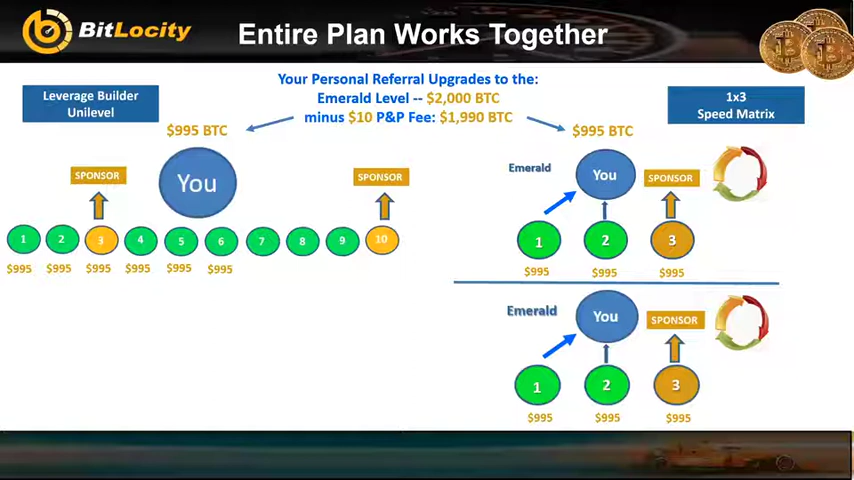 BitLocity
Entire Plan Works Together
Your Personal Referral Upgrades to the:
Emerald Level -- $2,000 BTC
minus $10 P&P Fee: $1,990 BTC
Leverage Builder
Unilevel
$995 BTC
SPONSOR
You
SPONSOR
1 2 3 4 5 6 7 8 9 10
$995 $995 $995 $995 $995 $995
1x3
Speed Matrix
$995 BTC
Emerald
You
SPONSOR
1 2 3
$995 $995 $995
Emerald
You
SPONSOR
1 2 3
$995 $995 $995